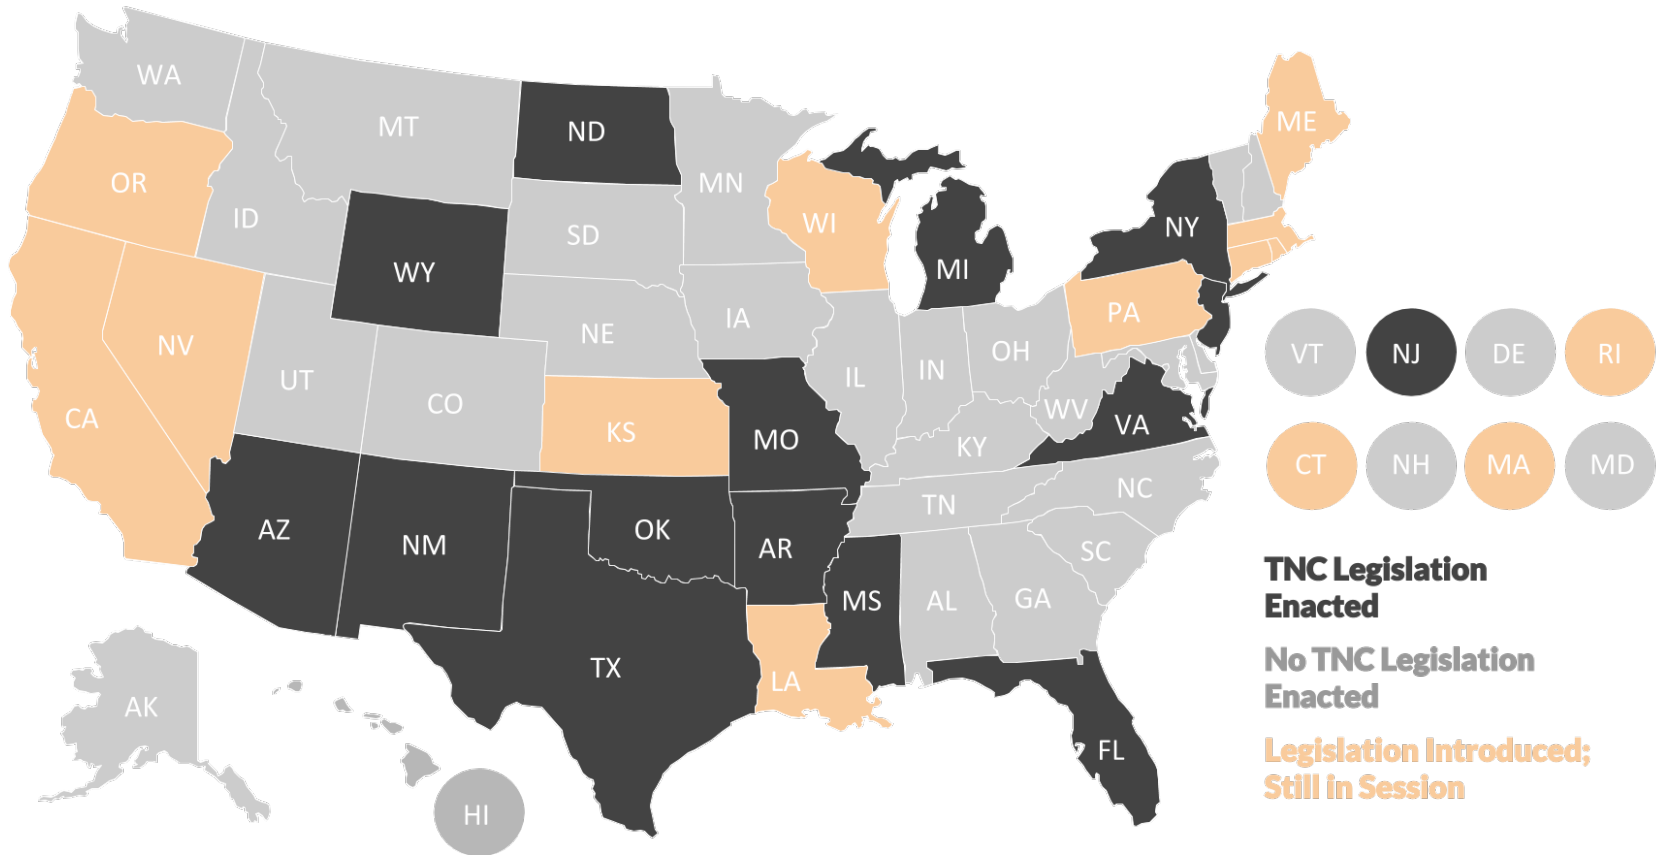 WA
MT
ND
MN
OR
ID
WY
SD
WI
MI
NY
ME
NV
UT
CO
NE
IA
IL
IN
OH
PA
VT
NJ
DE
RI
CA
KS
MO
KY
WV
VA
CT
NH
MA
MD
AZ
NM
OK
AR
TN
NC
TX
LA
MS
AL
GA
SC
FL
AK
HI
TNC Legislation
Enacted
No TNC Legislation
Enacted
Legislation Introduced;
Still in Session